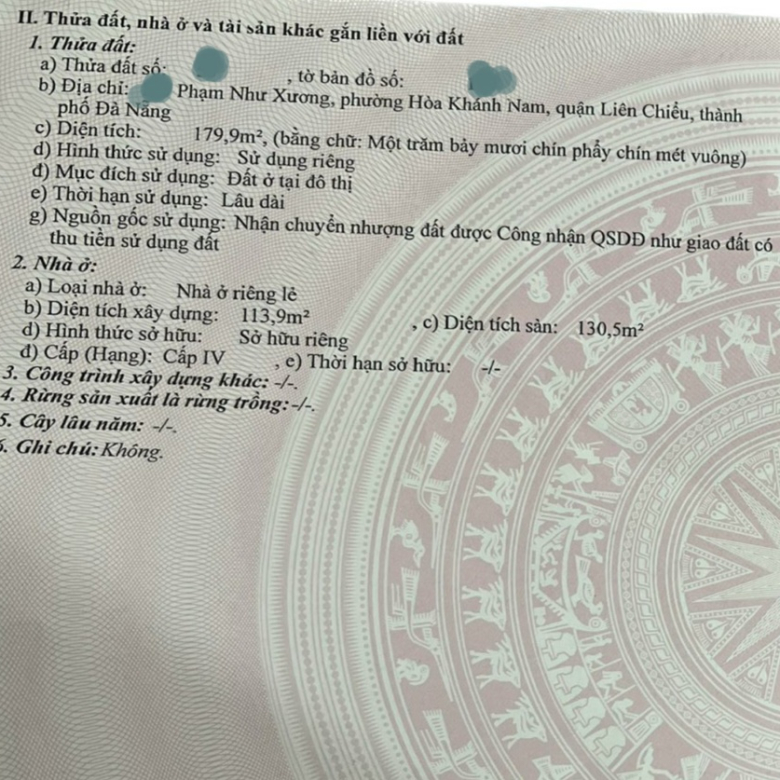 II. Thửa đất, nhà ở và tài sản khác gắn liền với đất
1. Thửa đất:
a) Thửa đất số: , tờ bản đồ số:
b) Địa chỉ: Phạm Như Xương, phường Hòa Khánh Nam, quận Liên Chiểu, thành
phố Đà Nẵng
c) Diện tích: 179,9m², (bằng chữ: Một trăm bảy mươi chín phẩy chín mét vuông)
d) Hình thức sử dụng: Sử dụng riêng
đ) Mục đích sử dụng: Đất ở tại đô thị
e) Thời hạn sử dụng: Lâu dài
g) Nguồn gốc sử dụng: Nhận chuyển nhượng đất được Công nhận QSDĐ như giao đất có
thu tiền sử dụng đất
2. Nhà ở:
a) Loại nhà ở: Nhà ở riêng lẻ
b) Diện tích xây dựng: 113,9m² , c) Diện tích sàn: 130,5m²
d) Hình thức sở hữu: Sở hữu riêng
đ) Cấp (Hạng): Cấp IV , e) Thời hạn sở hữu: -/-
3. Công trình xây dựng khác: -/-.
4. Rừng sản xuất là rừng trồng: -/-.
5. Cây lâu năm: -/-.
6. Ghi chú: Không.